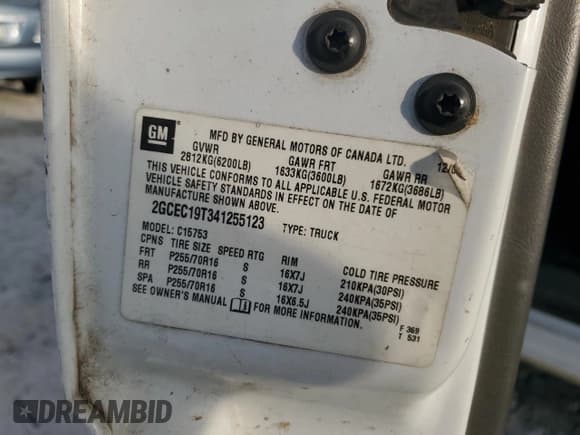 GM
MFD BY GENERAL MOTORS OF CANADA LTD.
GVWR GAWR FRT GAWR RR 12/0
2812KG(6200LB) 1633KG(3600LB) 1672KG(3686LB)
THIS VEHICLE CONFORMS TO ALL APPLICABLE U.S. FEDERAL MOTOR
VEHICLE SAFETY STANDARDS IN EFFECT ON THE DATE OF
MANUFACTURE SHOWN ABOVE.
2GCEC19T341255123 TYPE: TRUCK
MODEL: C15753
CPNS TIRE SIZE SPEED RTG RIM COLD TIRE PRESSURE
FRT P255/70R16 S 16X7J 210KPA(30PSI)
RR P255/70R16 S 16X7J 240KPA(35PSI)
SPA P255/70R16 S 16X6.5J 240KPA(35PSI)
SEE OWNER'S MANUAL FOR MORE INFORMATION.
F 369
T 531
DREAMBID